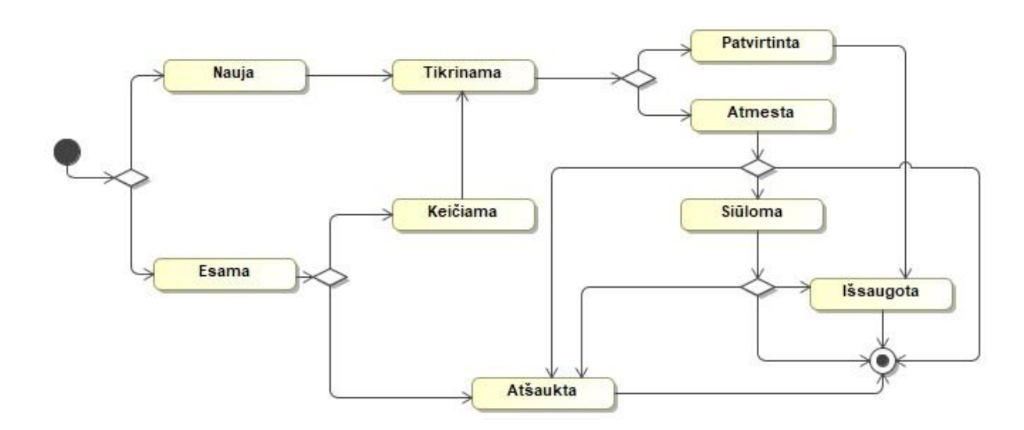 Patvirtinta
Nauja
Tikrinama
Atmesta
Keičiama
Siūloma
Esama
Išsaugota
Atšaukta